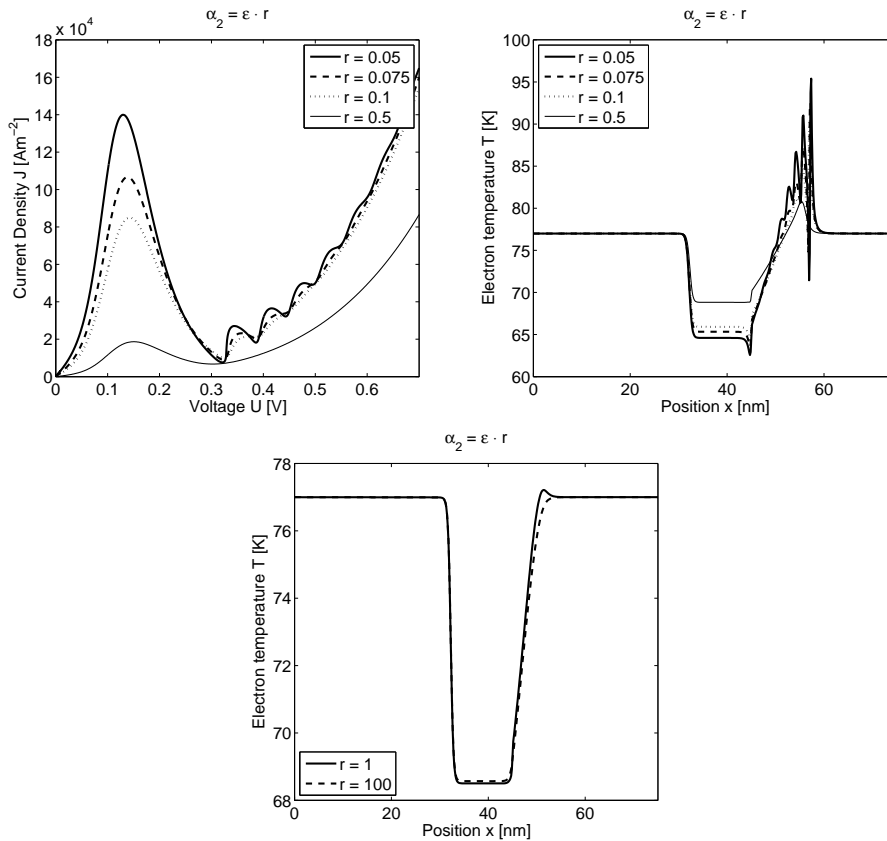 α₂ = ε · r
x 10⁴
18
16
14
12
10
8
6
4
2
0
0 0.1 0.2 0.3 0.4 0.5 0.6
Voltage U [V]
Current Density J [Am⁻²]
r = 0.05
r = 0.075
r = 0.1
r = 0.5
α₂ = ε · r
100
95
90
85
80
75
70
65
60
0 20 40 60
Position x [nm]
Electron temperature T [K]
r = 0.05
r = 0.075
r = 0.1
r = 0.5
α₂ = ε · r
78
76
74
72
70
68
0 20 40 60
Position x [nm]
Electron temperature T [K]
r = 1
r = 100